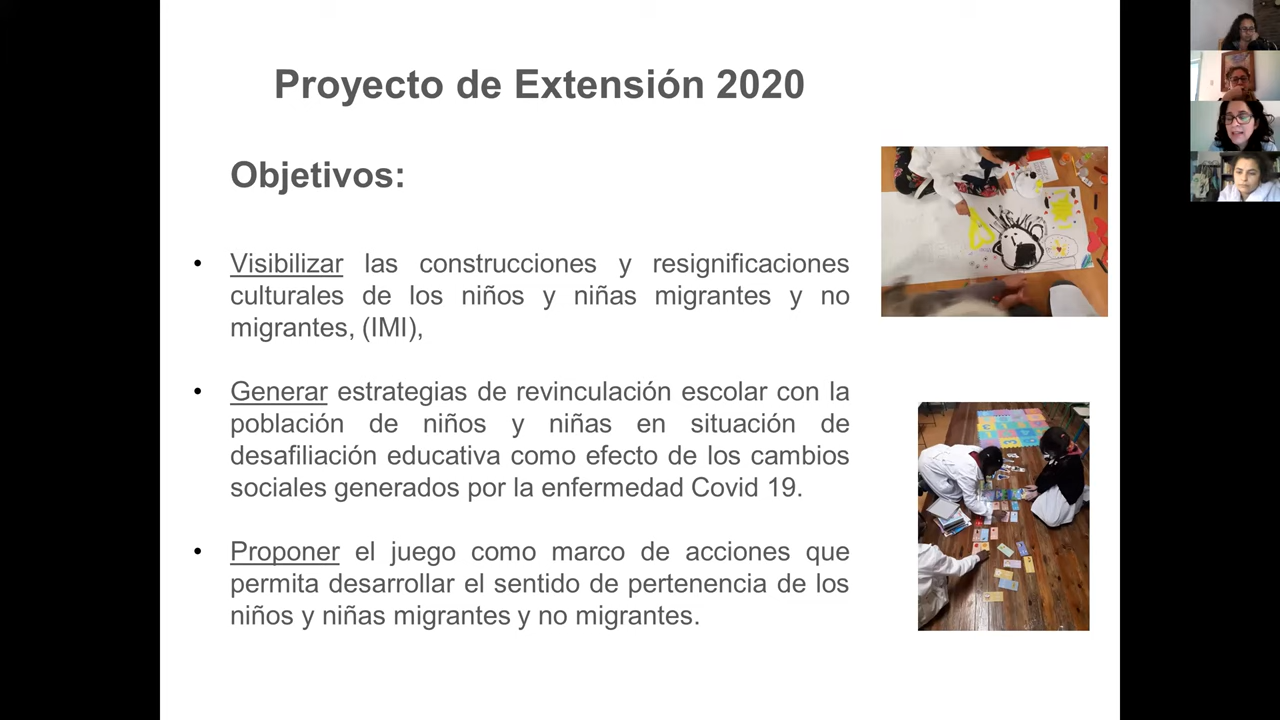 Proyecto de Extensión 2020
Objetivos:
• Visibilizar las construcciones y resignificaciones
culturales de los niños y niñas migrantes y no
migrantes, (IMI),
• Generar estrategias de revinculación escolar con la
población de niños y niñas en situación de
desafiliación educativa como efecto de los cambios
sociales generados por la enfermedad Covid 19.
• Proponer el juego como marco de acciones que
permita desarrollar el sentido de pertenencia de los
niños y niñas migrantes y no migrantes.